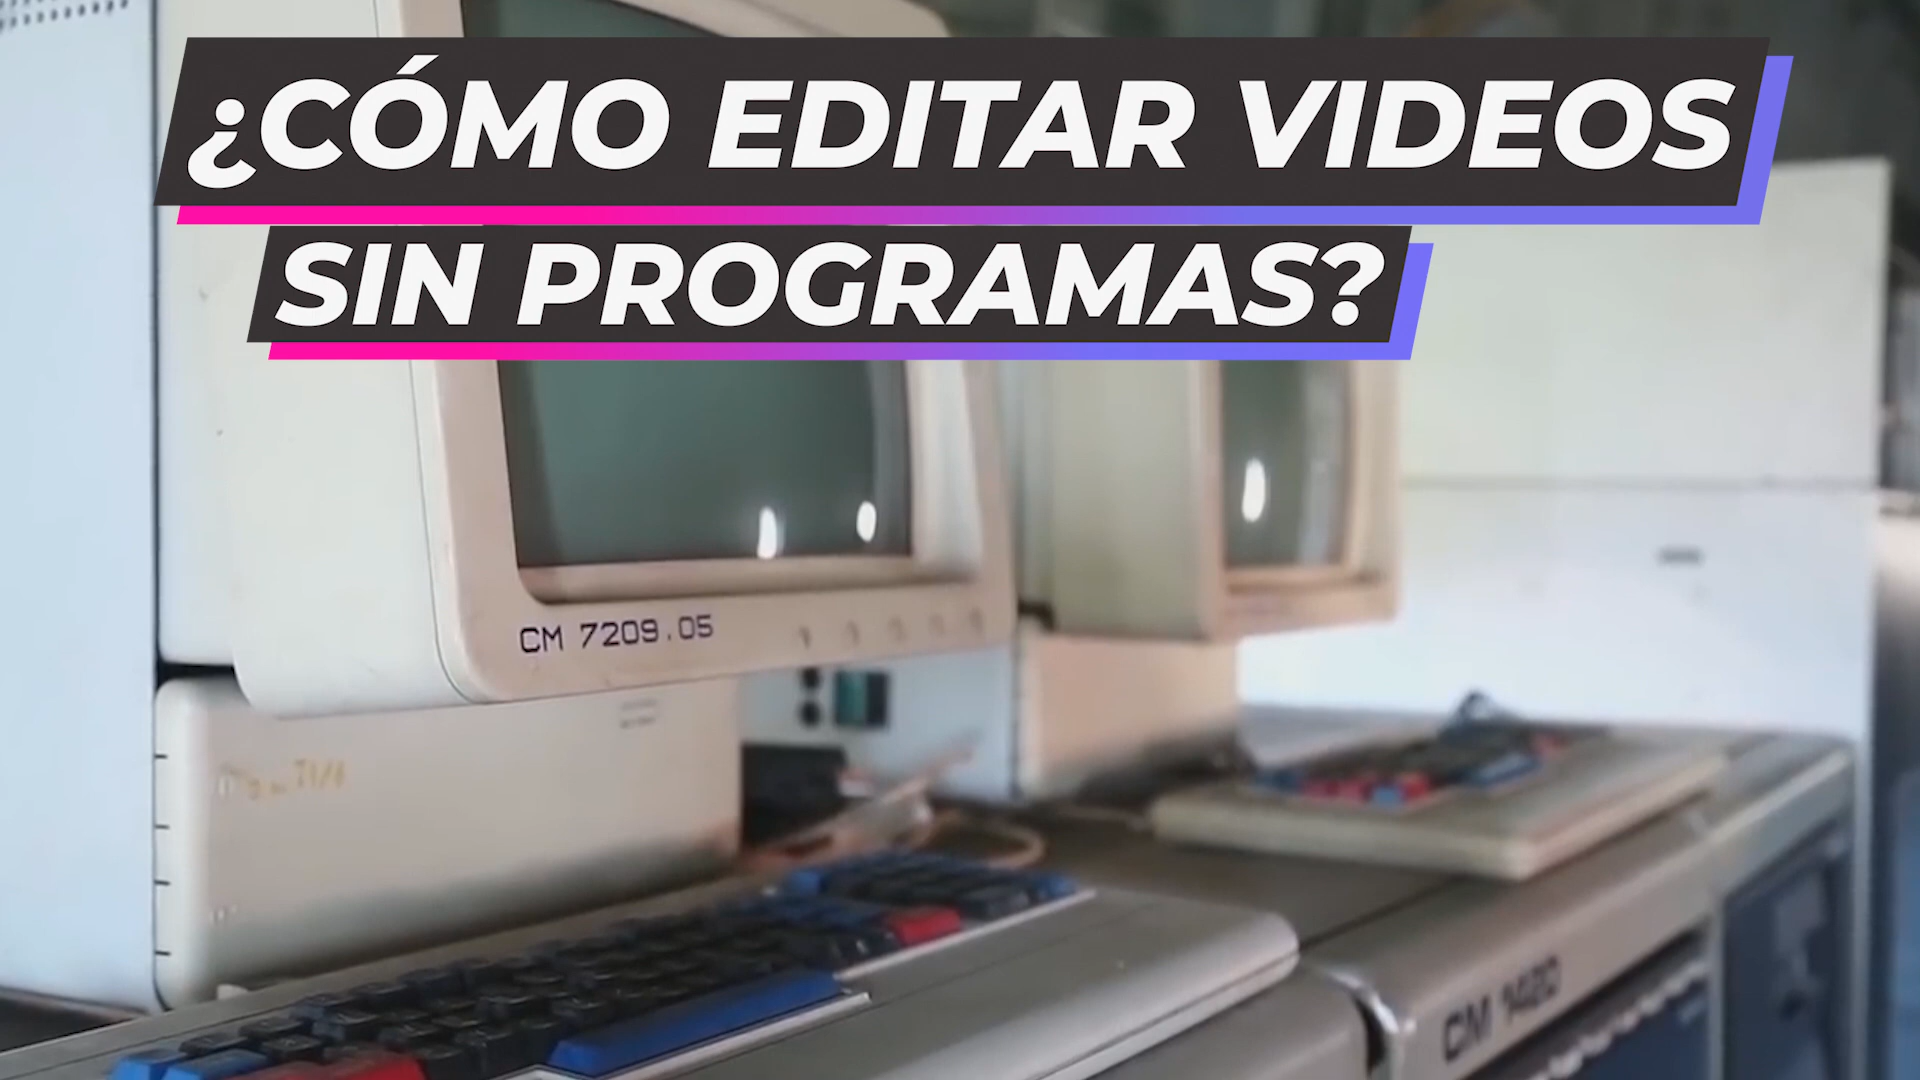 ¿CÓMO EDITAR VIDEOS
SIN PROGRAMAS?
CM 7209.05
CM 1420